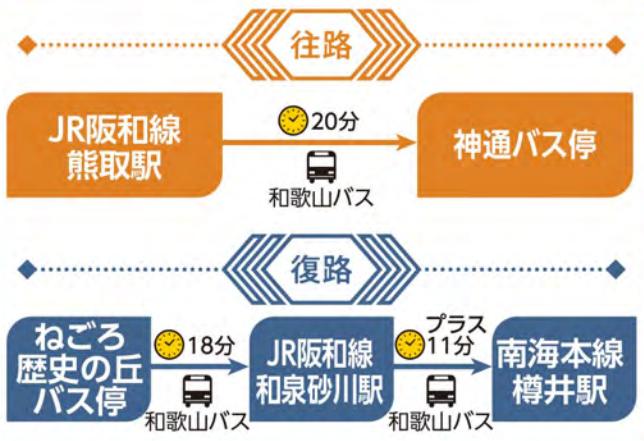 往路
JR阪和線
熊取駅
20分
和歌山バス
神通バス停
復路
ねごろ
歴史の丘
バス停
18分
和歌山バス
JR阪和線
和泉砂川駅
プラス
11分
和歌山バス
南海本線
樽井駅